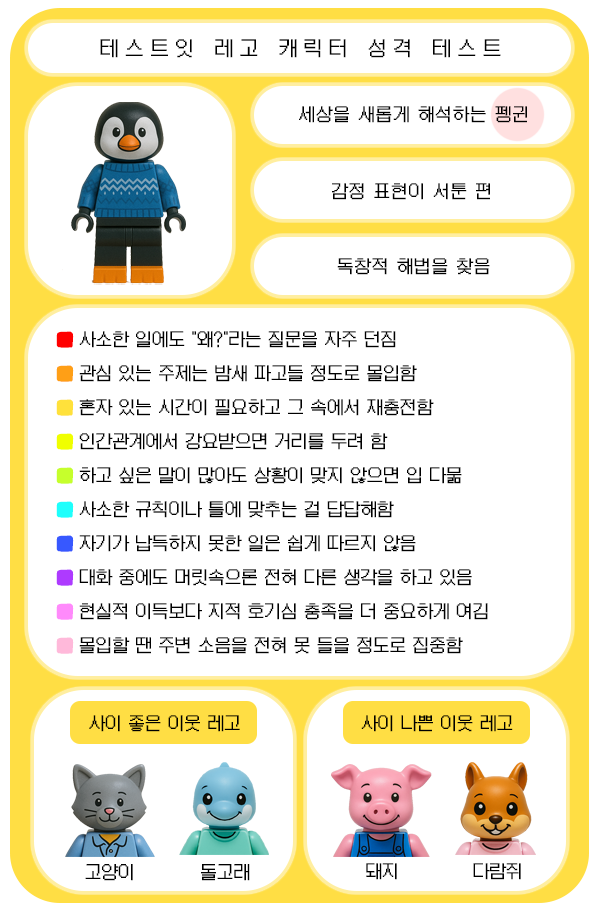 테스트잇 레고 캐릭터 성격 테스트
세상을 새롭게 해석하는 펭귄
감정 표현이 서툰 편
독창적 해법을 찾음
사소한 일에도 "왜?"라는 질문을 자주 던짐
관심 있는 주제는 밤새 파고들 정도로 몰입함
혼자 있는 시간이 필요하고 그 속에서 재충전함
인간관계에서 강요받으면 거리를 두려 함
하고 싶은 말이 많아도 상황이 맞지 않으면 입 다묾
사소한 규칙이나 틀에 맞추는 걸 답답해함
자기가 납득하지 못한 일은 쉽게 따르지 않음
대화 중에도 머릿속으론 전혀 다른 생각을 하고 있음
현실적 이득보다 지적 호기심 충족을 더 중요하게 여김
몰입할 땐 주변 소음을 전혀 못 들을 정도로 집중함
사이 좋은 이웃 레고
사이 나쁜 이웃 레고
고양이
돌고래
돼지
다람쥐